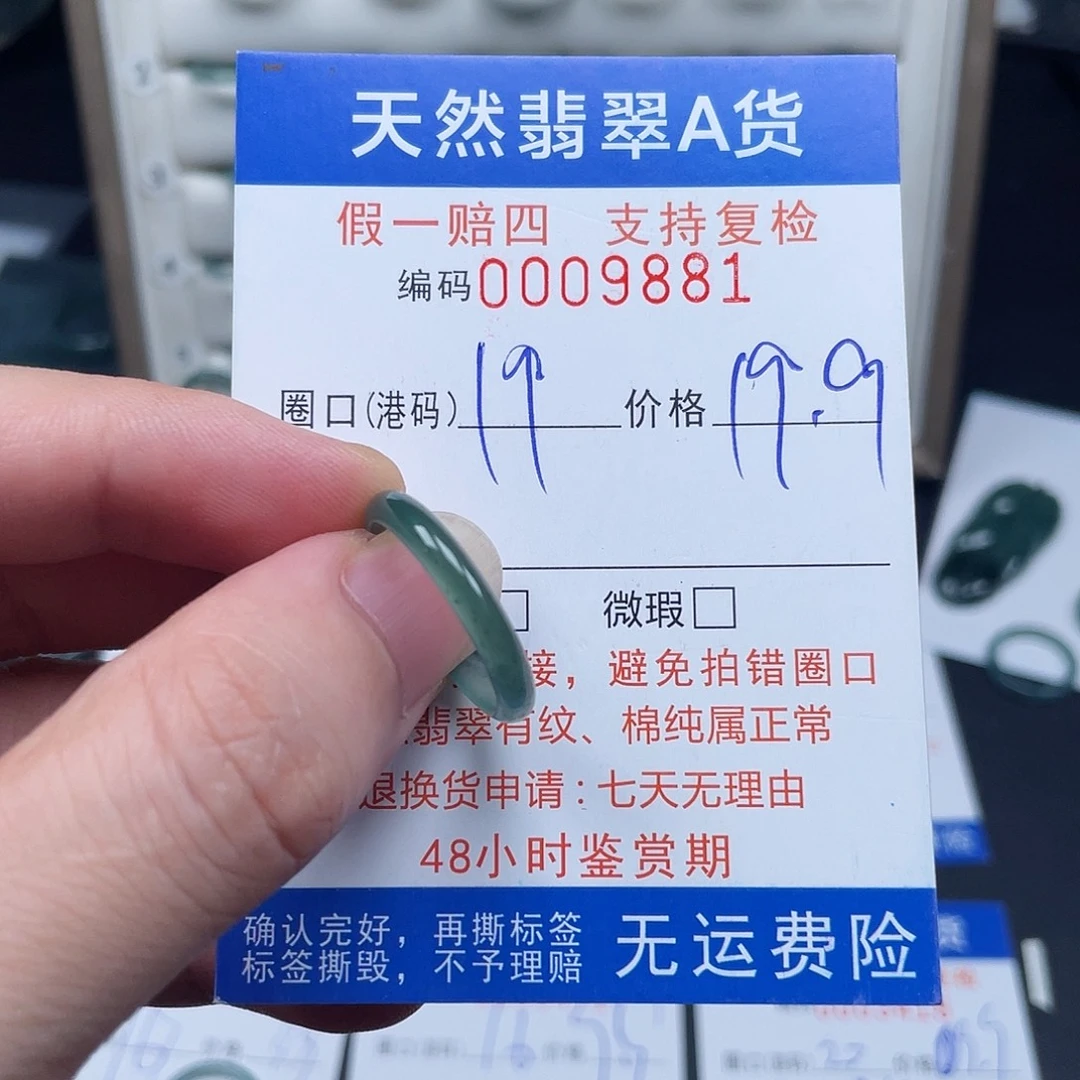 天然翡翠A货
假一赔四 支持复检
编码0009881
圈口(港码) 19 价格 19.9
微瑕
接，避免拍错圈口
翡翠有纹、棉纯属正常
退换货申请：七天无理由
48小时鉴赏期
确认完好，再撕标签
标签撕毁，不予理赔
无运费险